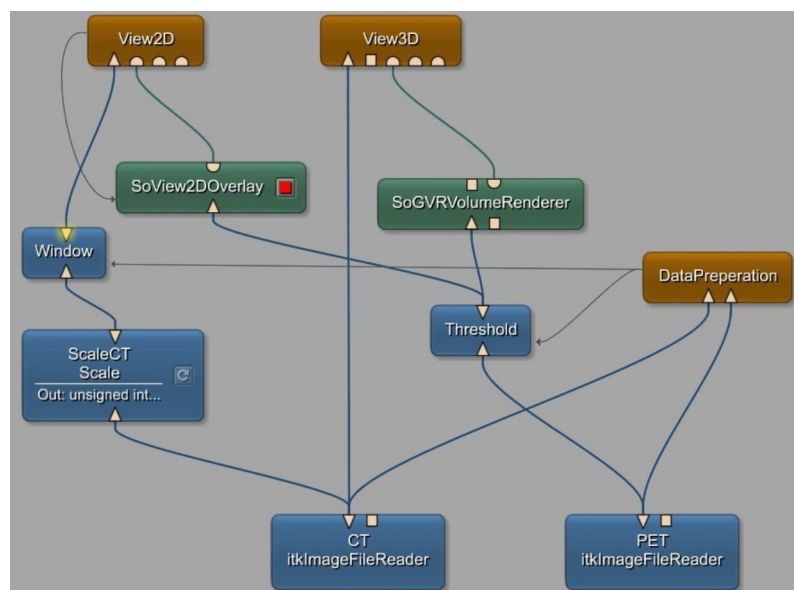 View2D
View3D
SoView2DOverlay
SoGVRVolumeRenderer
Window
DataPreperation
Threshold
ScaleCT
Scale
Out: unsigned int...
CT
itkImageFileReader
PET
itkImageFileReader